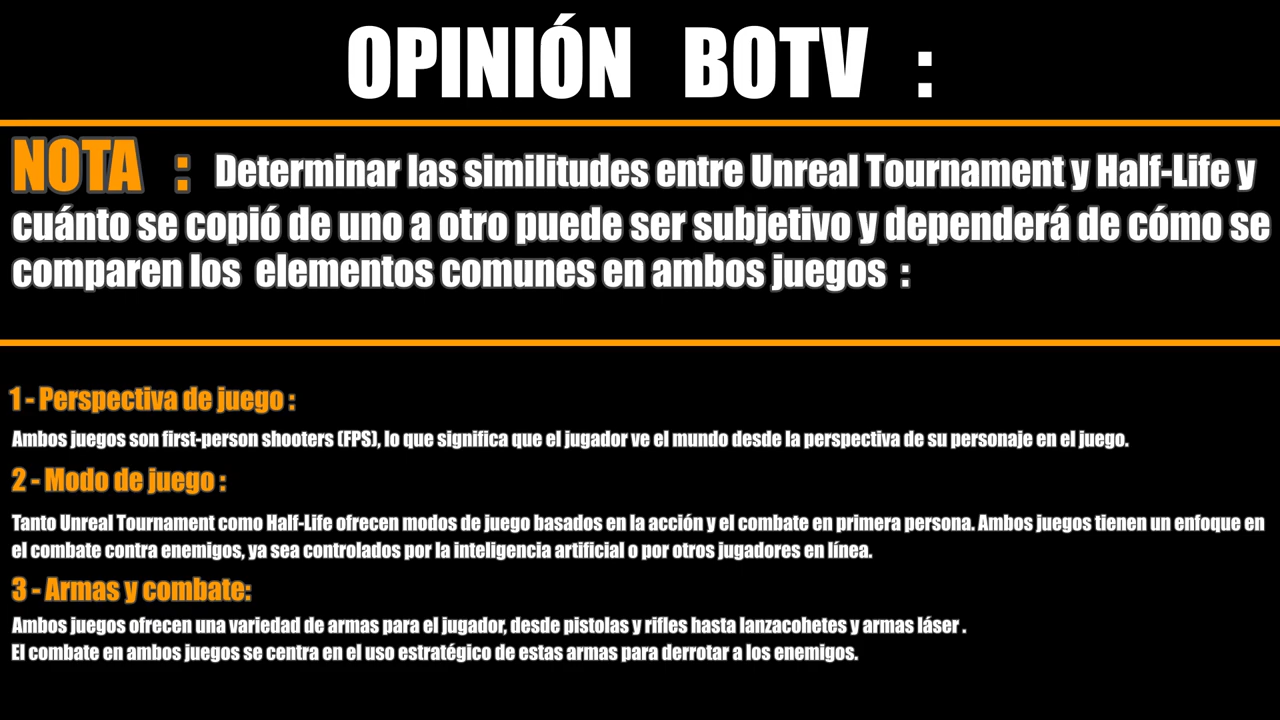 OPINIÓN BOTV :
NOTA : Determinar las similitudes entre Unreal Tournament y Half-Life y
cuánto se copió de uno a otro puede ser subjetivo y dependerá de cómo se
comparen los elementos comunes en ambos juegos :
1 - Perspectiva de juego :
Ambos juegos son first-person shooters (FPS), lo que significa que el jugador ve el mundo desde la perspectiva de su personaje en el juego.
2 - Modo de juego :
Tanto Unreal Tournament como Half-Life ofrecen modos de juego basados en la acción y el combate en primera persona. Ambos juegos tienen un enfoque en
el combate contra enemigos, ya sea controlados por la inteligencia artificial o por otros jugadores en línea.
3 - Armas y combate:
Ambos juegos ofrecen una variedad de armas para el jugador, desde pistolas y rifles hasta lanzacohetes y armas láser .
El combate en ambos juegos se centra en el uso estratégico de estas armas para derrotar a los enemigos.